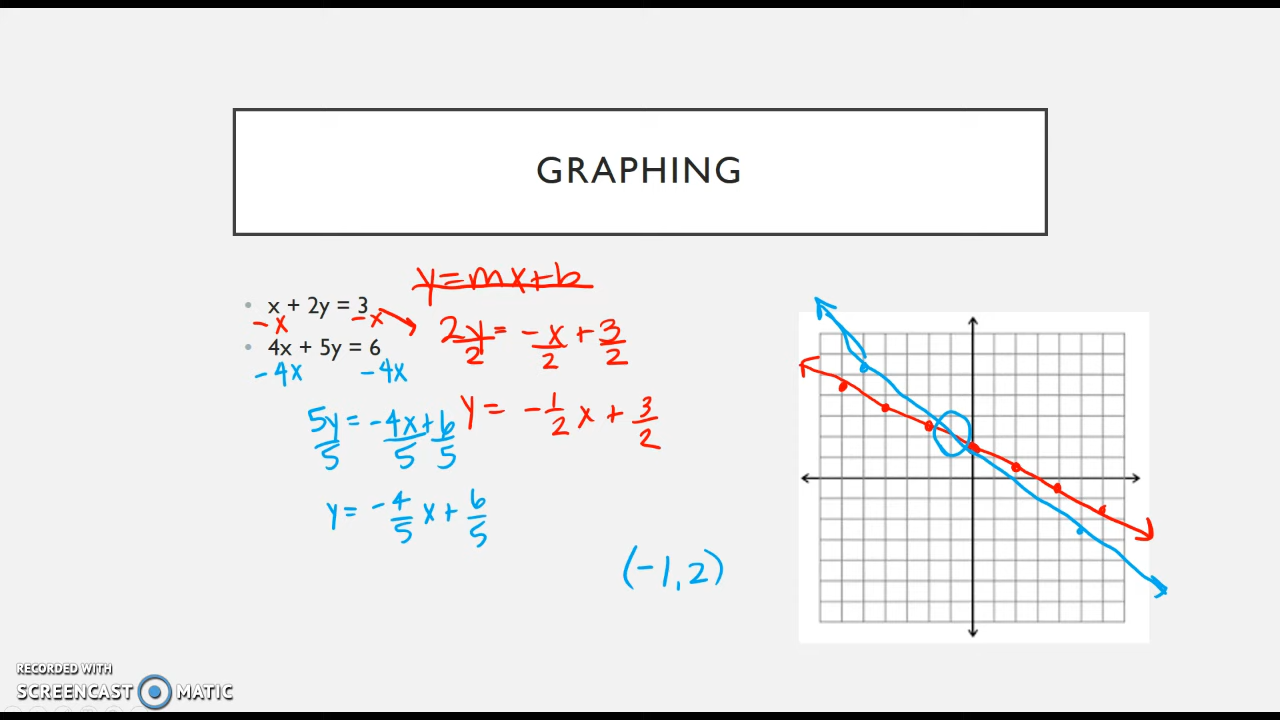 GRAPHING
y=mx+b
• x + 2y = 3
-x -x
2y/2 = -x/2 + 3/2
• 4x + 5y = 6
-4x -4x
y = -1/2 x + 3/2
5y/5 = -4x/5 + 6/5
y = -4/5 x + 6/5
(-1,2)
RECORDED WITH
SCREENCAST MATIC